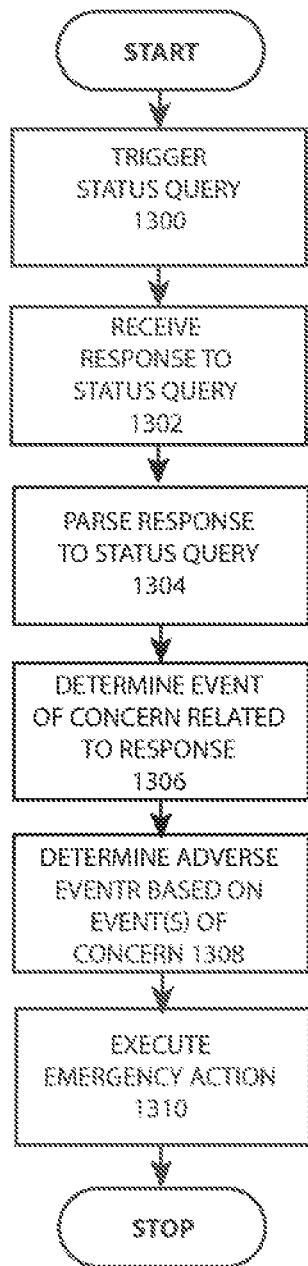 START
TRIGGER
STATUS QUERY
1300
RECEIVE
RESPONSE TO
STATUS QUERY
1302
PARSE RESPONSE
TO STATUS QUERY
1304
DETERMINE EVENT
OF CONCERN RELATED
TO RESPONSE
1306
DETERMINE ADVERSE
EVENTR BASED ON
EVENT(S) OF
CONCERN 1308
EXECUTE
EMERGENCY ACTION
1310
STOP